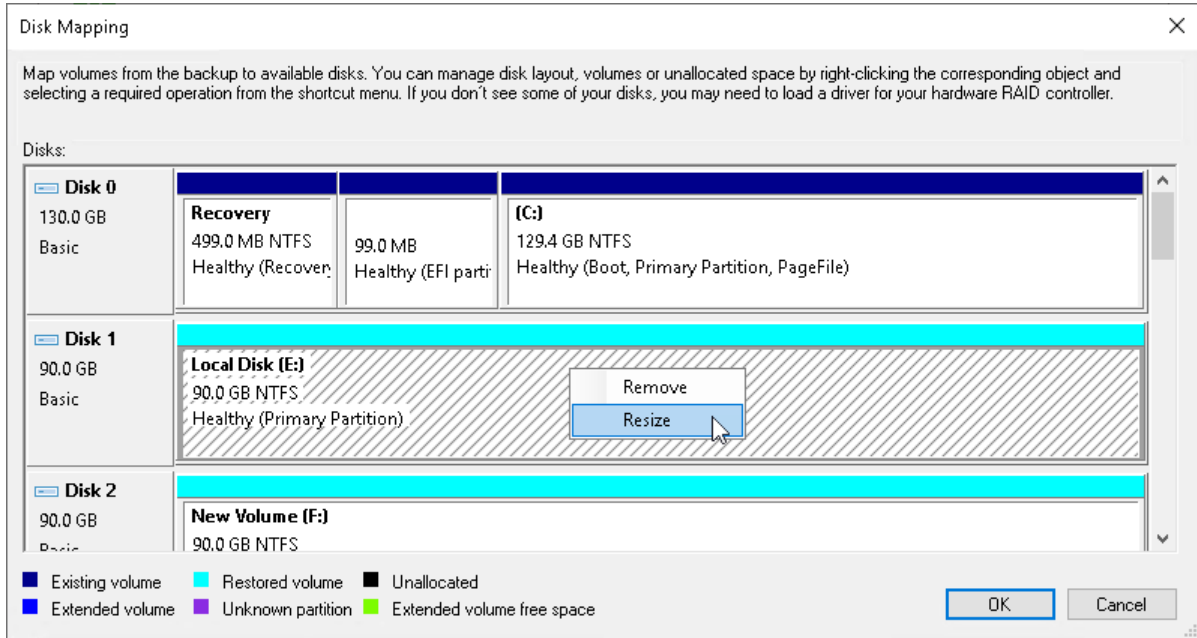 Disk Mapping
Map volumes from the backup to available disks. You can manage disk layout, volumes or unallocated space by right-clicking the corresponding object and
selecting a required operation from the shortcut menu. If you don´t see some of your disks, you may need to load a driver for your hardware RAID controller.
Disks:
Disk 0
130.0 GB
Basic
Recovery
499.0 MB NTFS
Healthy (Recovery
99.0 MB
Healthy (EFI parti
(C:)
129.4 GB NTFS
Healthy (Boot, Primary Partition, PageFile)
Disk 1
90.0 GB
Basic
Local Disk (E:)
90.0 GB NTFS
Healthy (Primary Partition)
Remove
Resize
Disk 2
90.0 GB
Basic
New Volume (F:)
90.0 GB NTFS
Existing volume
Restored volume
Unallocated
Extended volume
Unknown partition
Extended volume free space
OK
Cancel